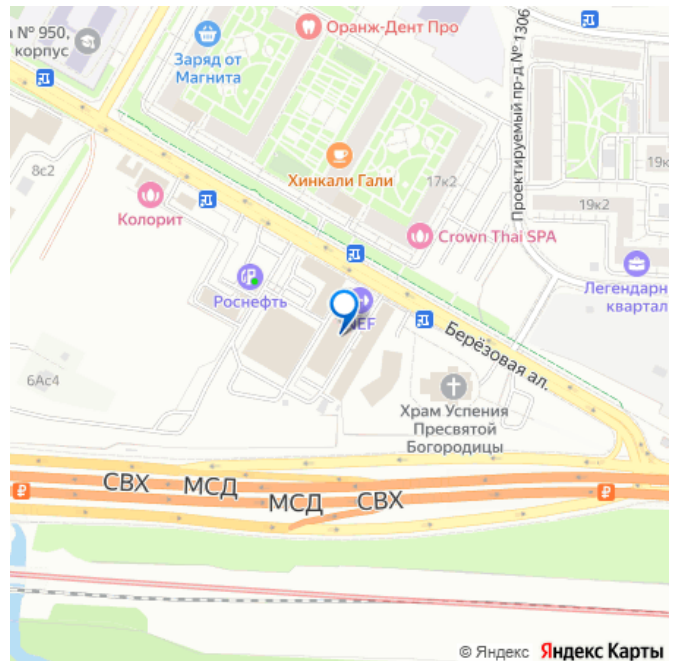 № 950,
корпус
Заряд от
Магнита
Оранж-Дент Про
Проектируемый пр-д № 1306
8с2
Колорит
Хинкали Гали
17к2
19к
19к2
Crown Thai SPA
Роснефть
NEF
Легендарн
квартал
Берёзовая ал.
6Ас4
Храм Успения
Пресвятой
Богородицы
СВХ МСД МСД СВХ
© Яндекс Яндекс Карты